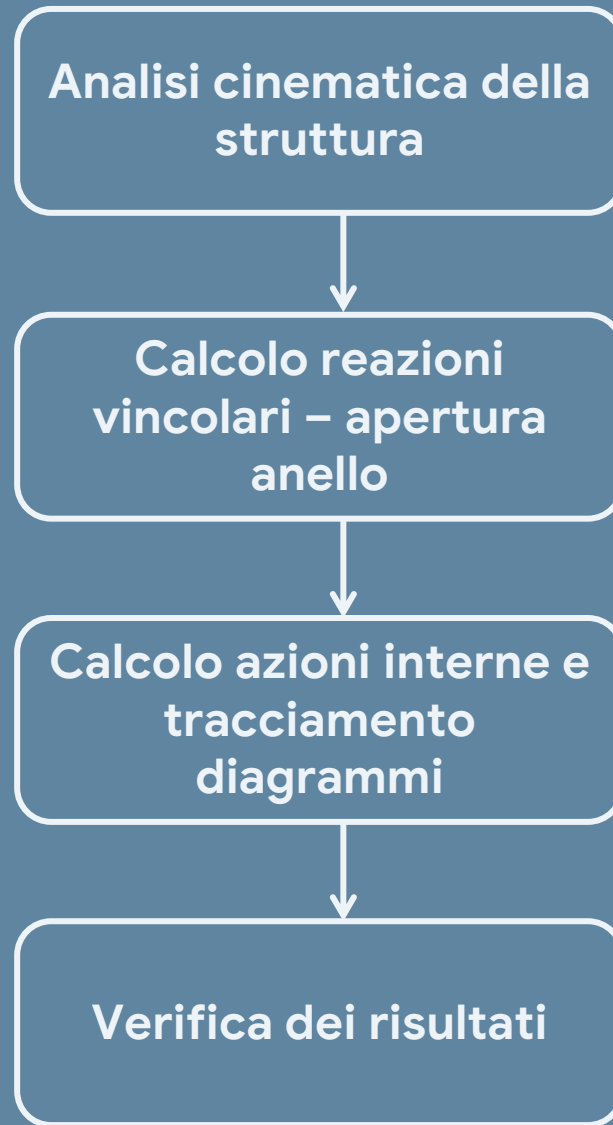 Analisi cinematica della
struttura
Calcolo reazioni
vincolari – apertura
anello
Calcolo azioni interne e
tracciamento
diagrammi
Verifica dei risultati